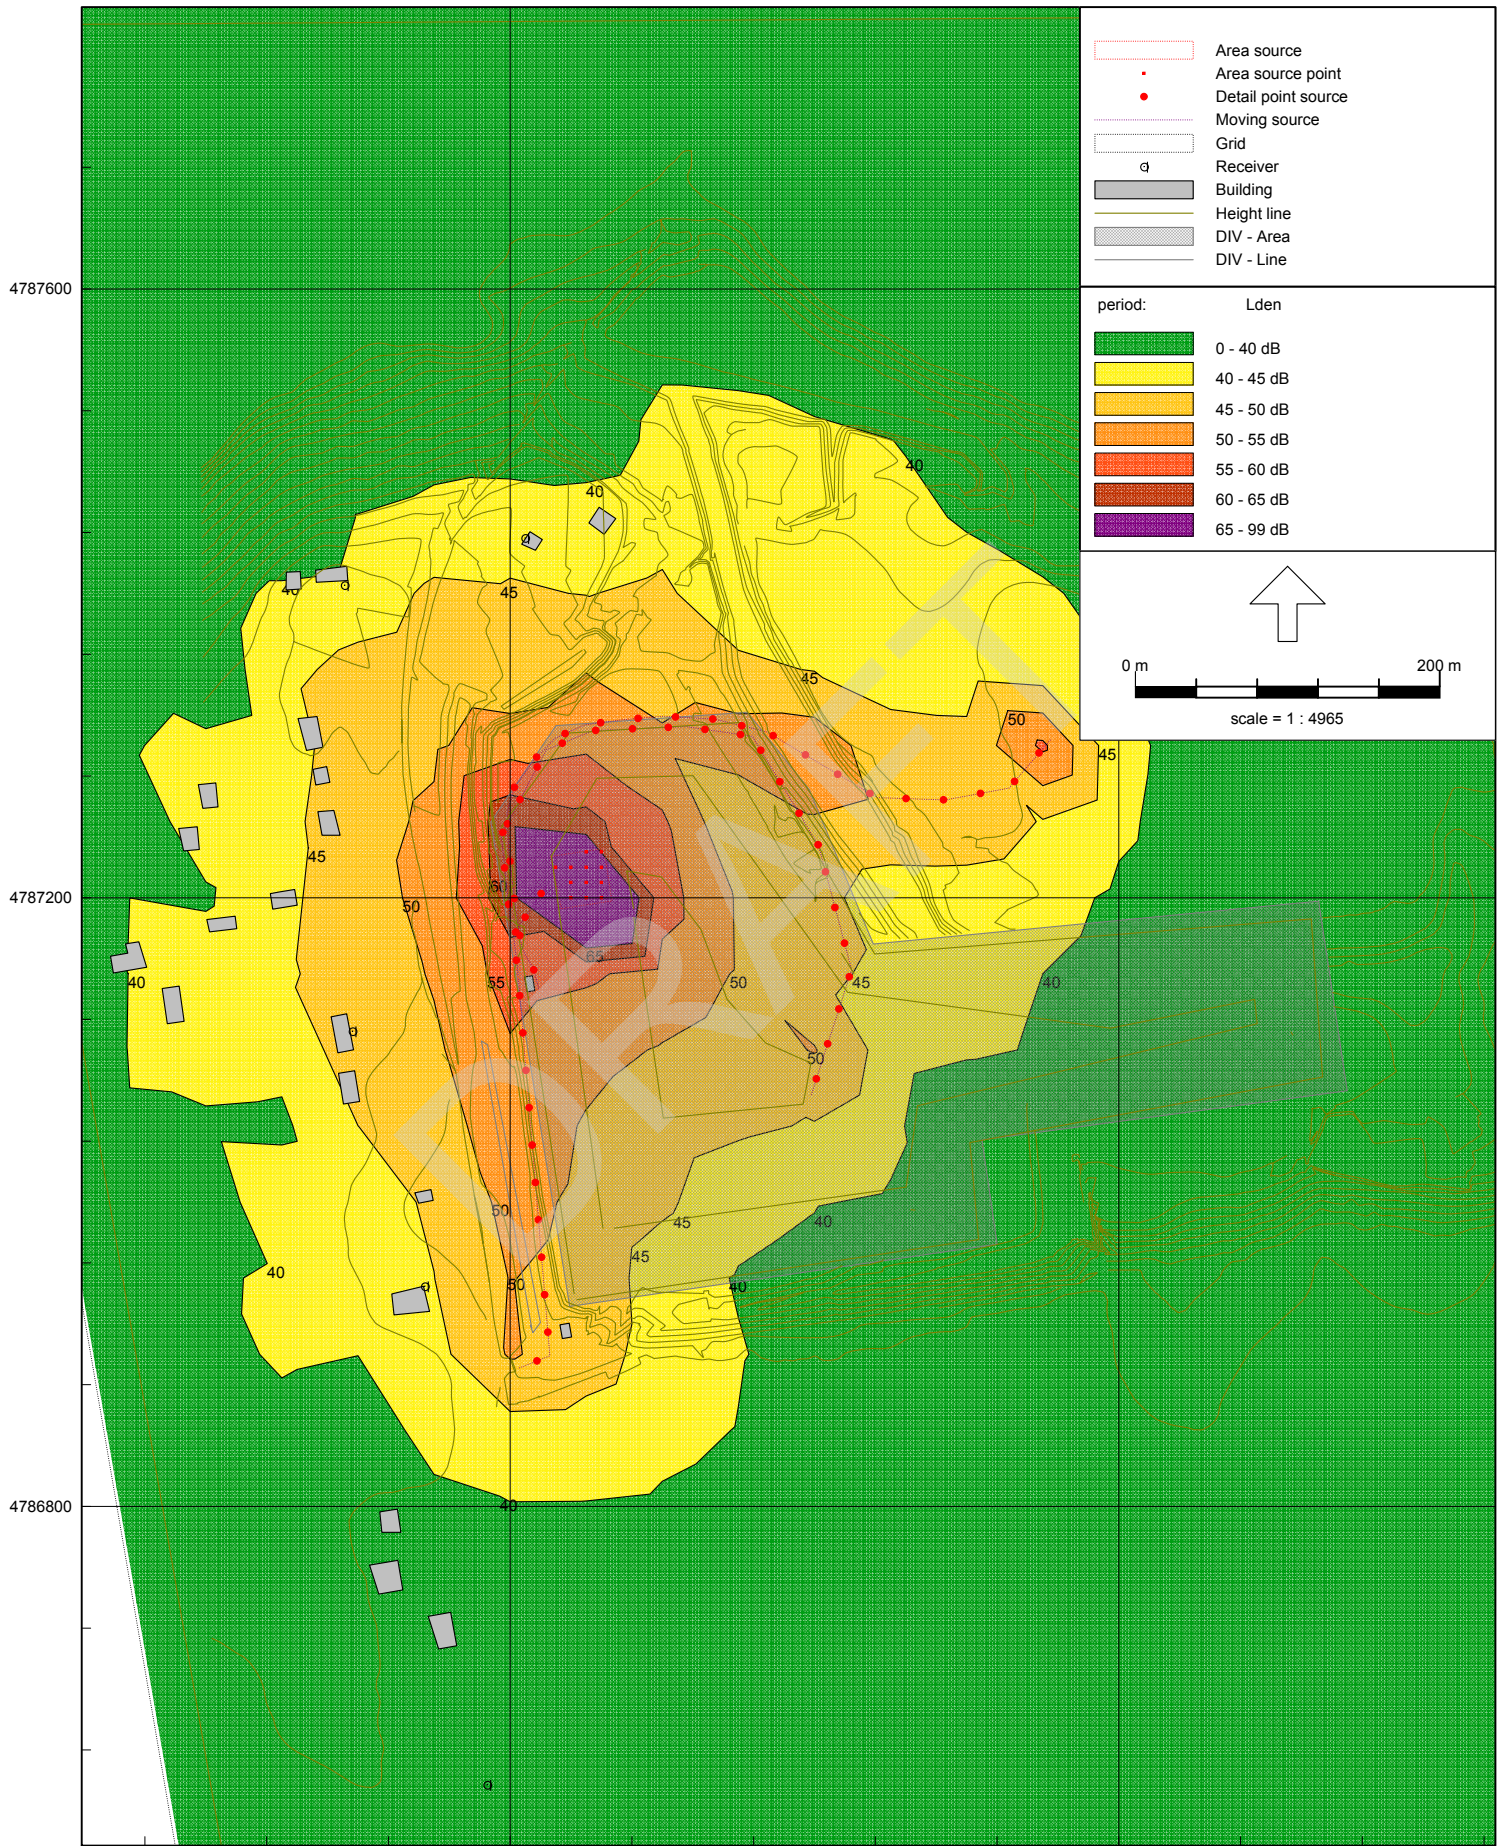 Area source
Area source point
Detail point source
Moving source
Grid
Receiver
Building
Height line
DIV - Area
DIV - Line
4787600
period: Lden
0 - 40 dB
40 - 45 dB
45 - 50 dB
50 - 55 dB
55 - 60 dB
60 - 65 dB
65 - 99 dB
40
40
40
45
0 m 200 m
scale = 1 : 4965
45
50
45
45
60
4787200
50
65
40
55
50
45
40
50
50
45
40
45
40
50
40
4786800
40
DRAFT